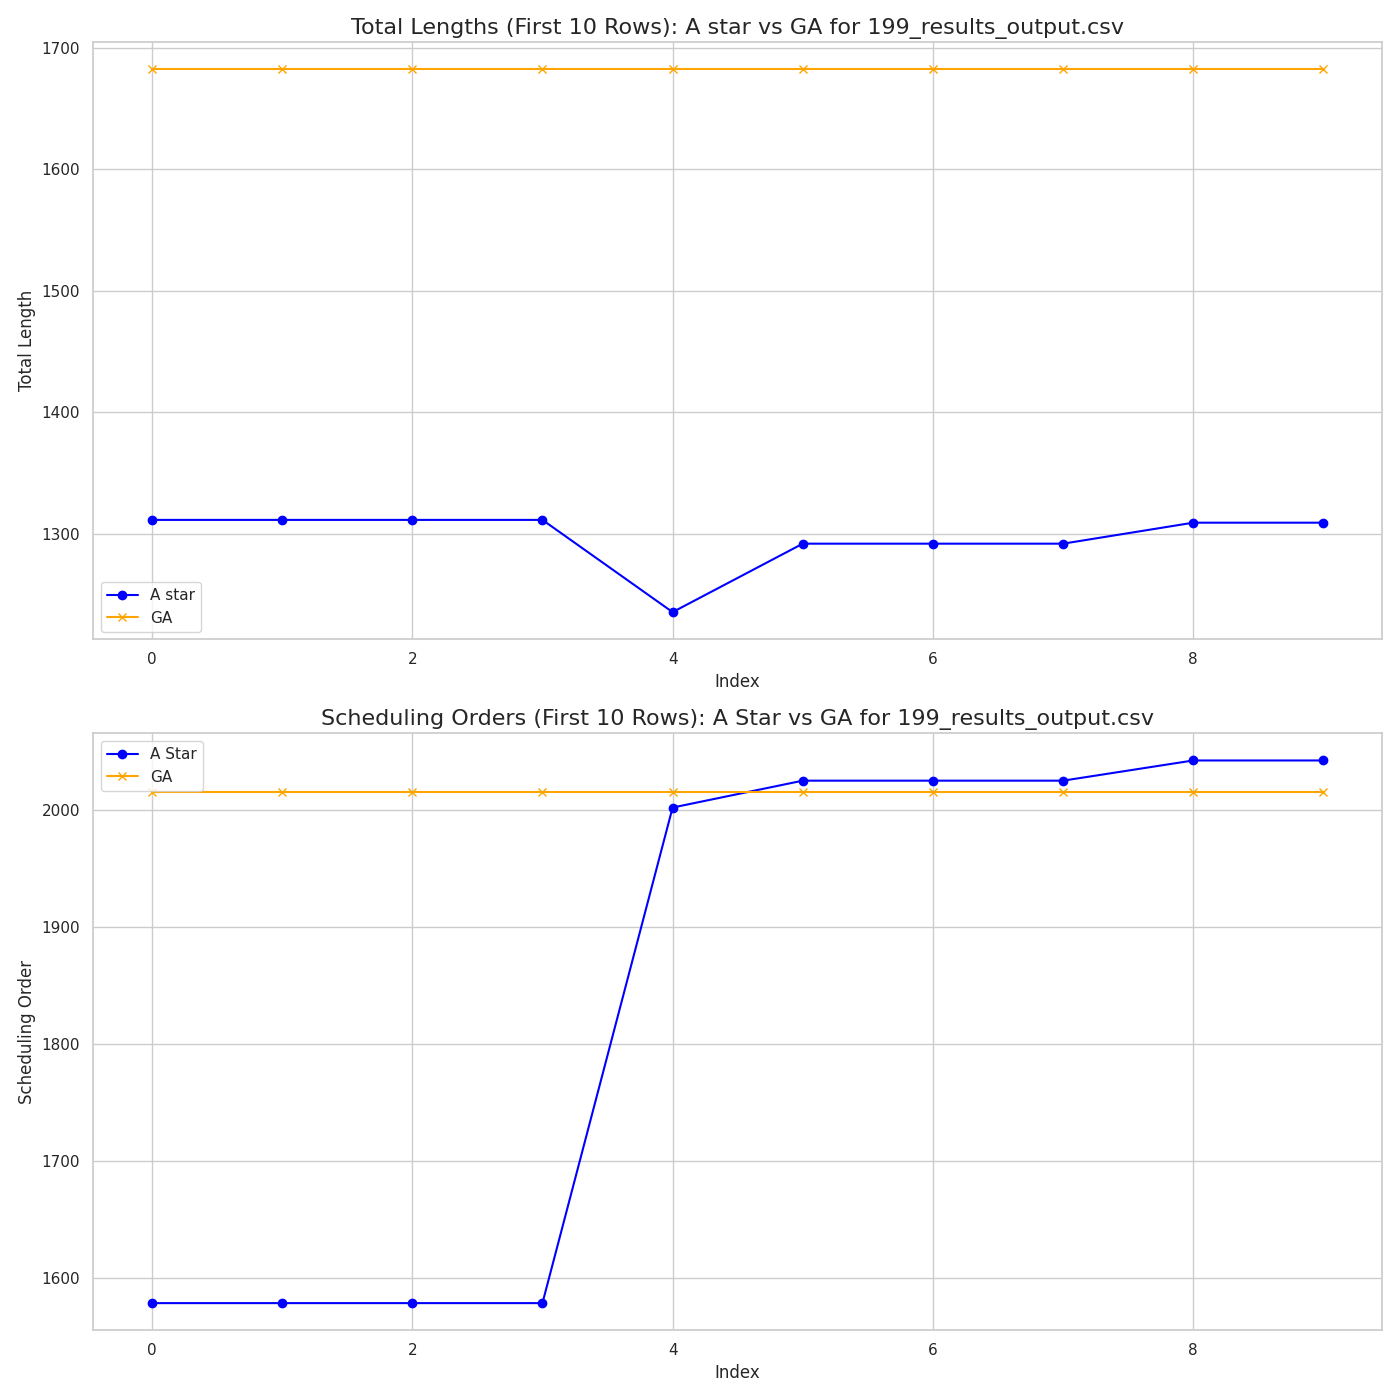 Total Lengths (First 10 Rows): A star vs GA for 199_results_output.csv
1700
1600
1500
1400
1300
Total Length
A star
GA
0 2 4 6 8
Index
Scheduling Orders (First 10 Rows): A Star vs GA for 199_results_output.csv
A Star
GA
2000
1900
1800
1700
1600
Scheduling Order
0 2 4 6 8
Index